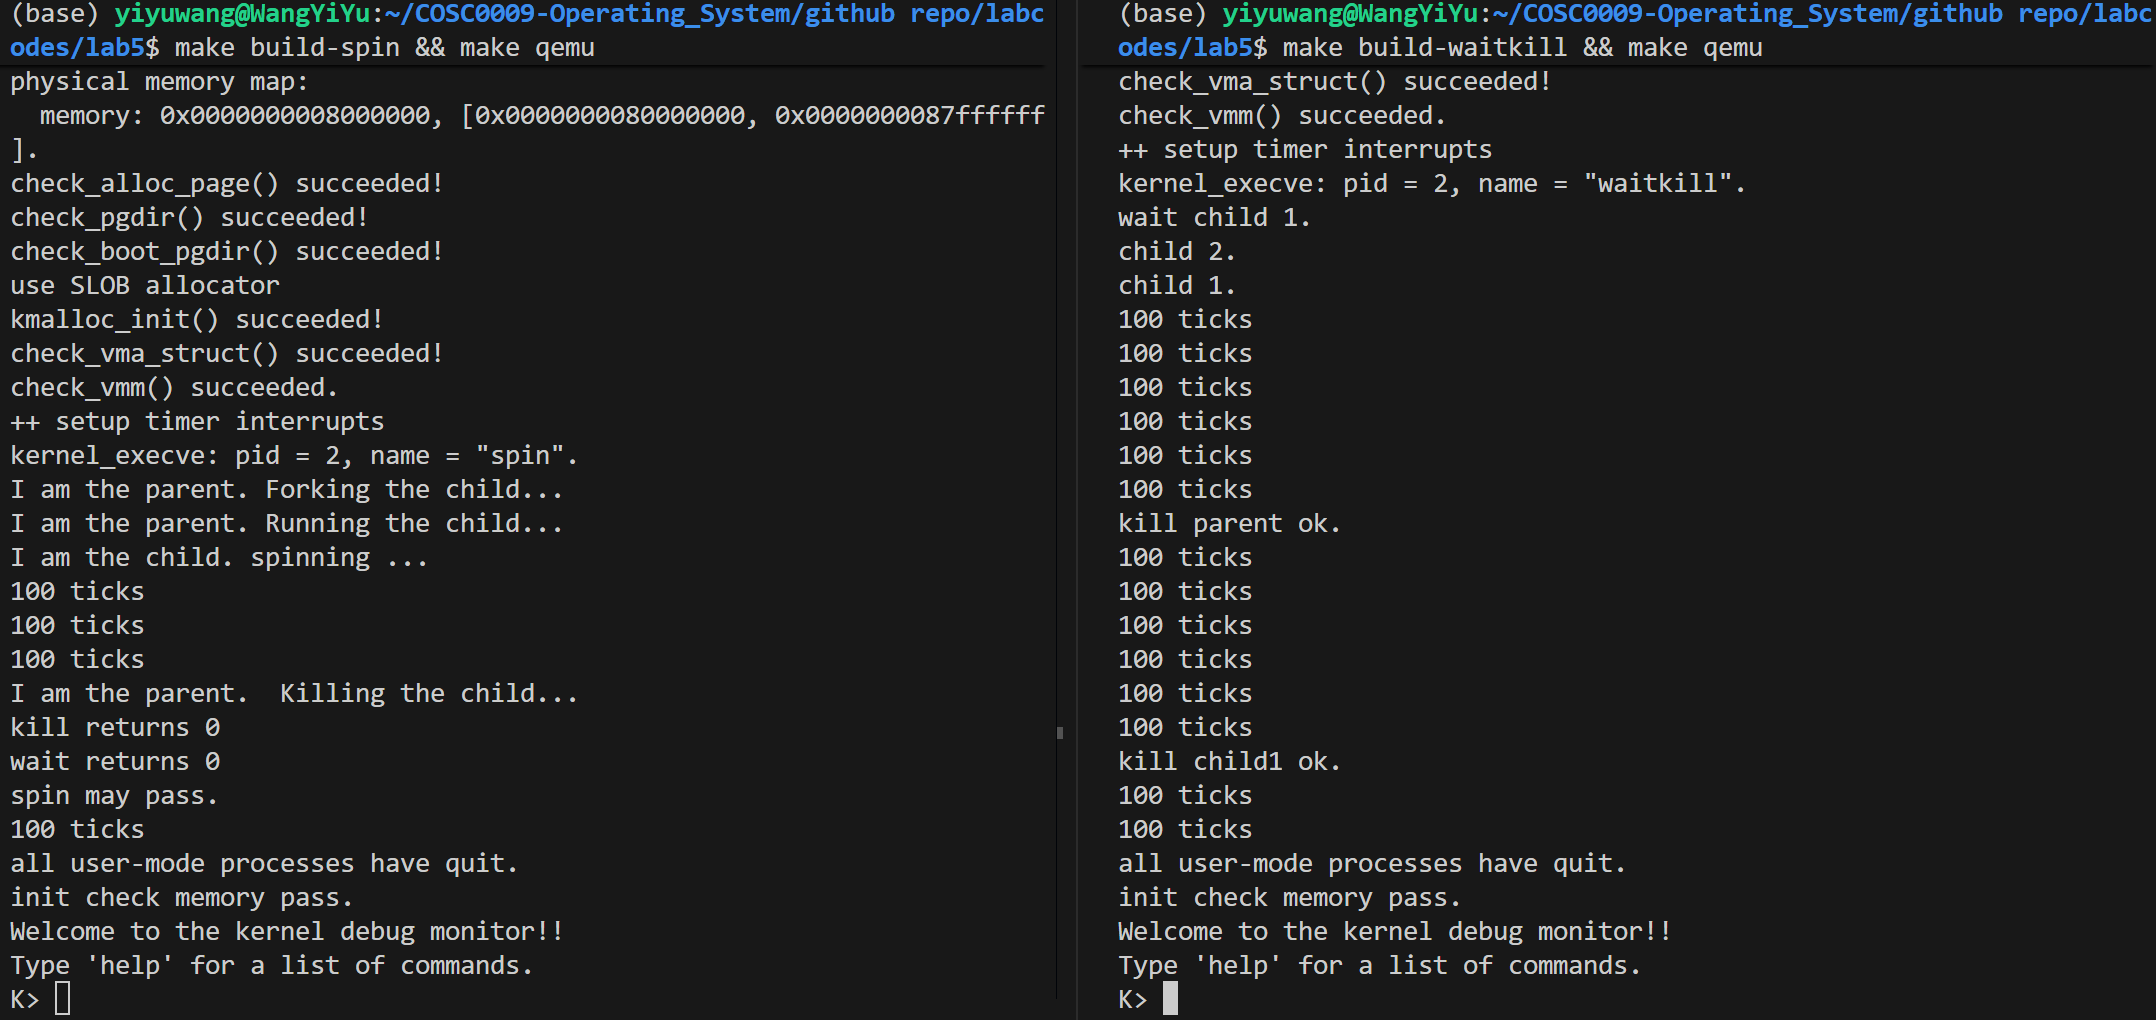 (base) yiyuwang@WangYiYu:~/COSC0009-Operating_System/github repo/labc
odes/lab5$ make build-spin && make qemu
physical memory map:
  memory: 0x0000000008000000, [0x0000000080000000, 0x0000000087ffffff
].
check_alloc_page() succeeded!
check_pgdir() succeeded!
check_boot_pgdir() succeeded!
use SLOB allocator
kmalloc_init() succeeded!
check_vma_struct() succeeded!
check_vmm() succeeded.
++ setup timer interrupts
kernel_execve: pid = 2, name = "spin".
I am the parent. Forking the child...
I am the parent. Running the child...
I am the child. spinning ...
100 ticks
100 ticks
100 ticks
I am the parent.  Killing the child...
kill returns 0
wait returns 0
spin may pass.
100 ticks
all user-mode processes have quit.
init check memory pass.
Welcome to the kernel debug monitor!!
Type 'help' for a list of commands.
K>
(base) yiyuwang@WangYiYu:~/COSC0009-Operating_System/github repo/labc
odes/lab5$ make build-waitkill && make qemu
check_vma_struct() succeeded!
check_vmm() succeeded.
++ setup timer interrupts
kernel_execve: pid = 2, name = "waitkill".
wait child 1.
child 2.
child 1.
100 ticks
100 ticks
100 ticks
100 ticks
100 ticks
100 ticks
kill parent ok.
100 ticks
100 ticks
100 ticks
100 ticks
100 ticks
100 ticks
kill child1 ok.
100 ticks
100 ticks
all user-mode processes have quit.
init check memory pass.
Welcome to the kernel debug monitor!!
Type 'help' for a list of commands.
K>